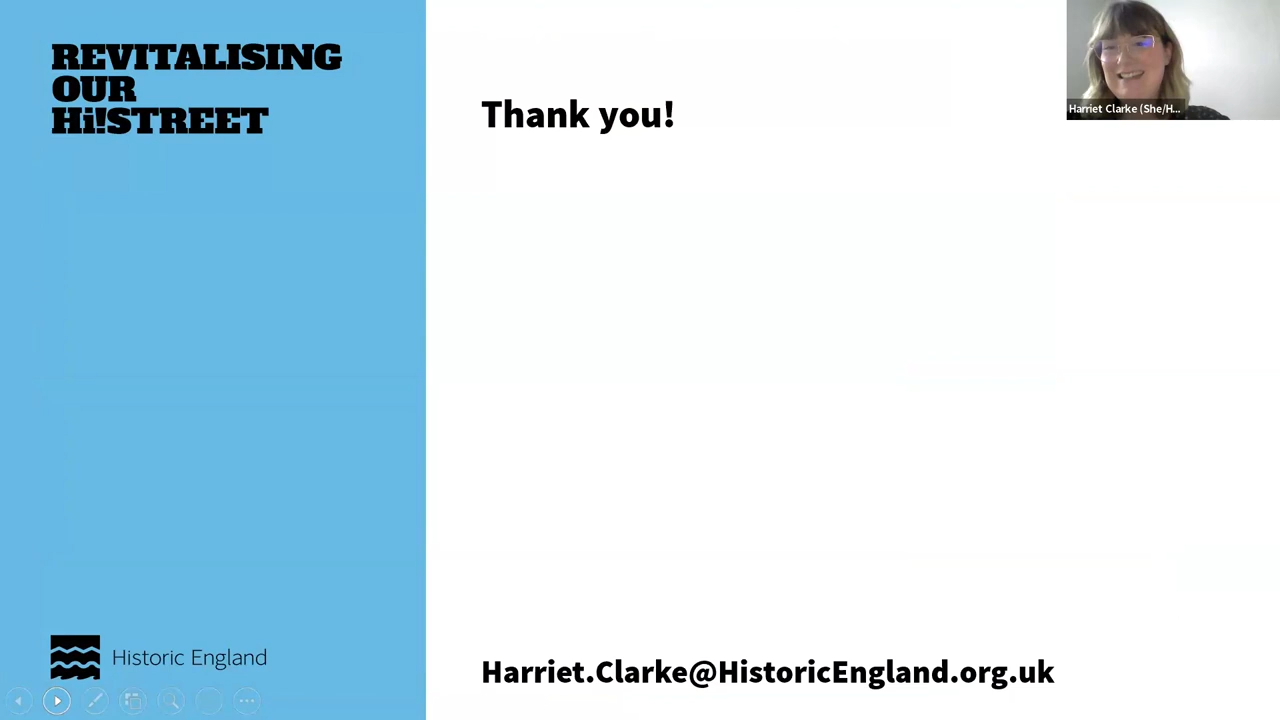 REVITALISING
OUR
Hi!STREET
Thank you!
Harriet Clarke (She/H...
Historic England
Harriet.Clarke@HistoricEngland.org.uk